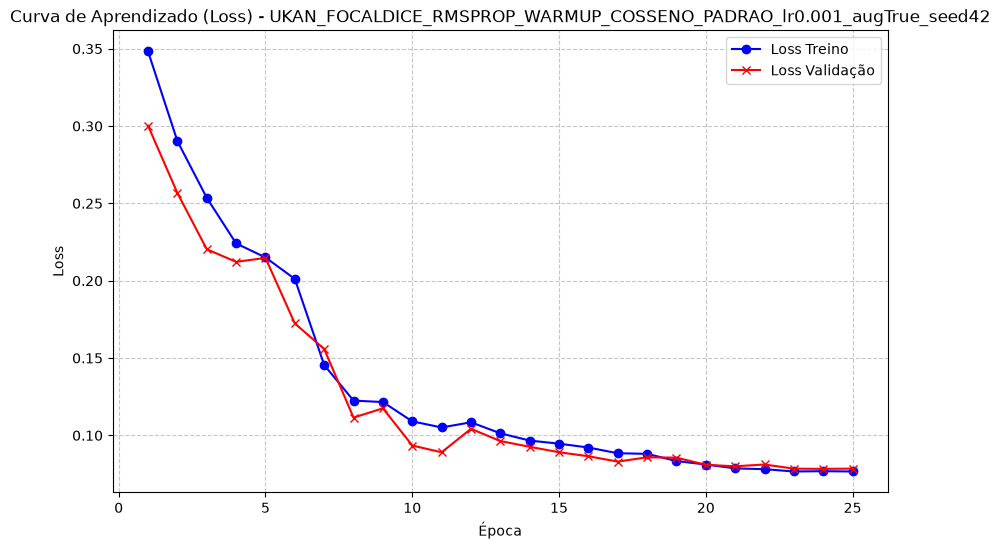 Curva de Aprendizado (Loss) - UKAN_FOCALDICE_RMSPROP_WARMUP_COSSENO_PADRAO_lr0.001_augTrue_seed42
Loss Treino
Loss Validação
0.35
0.30
0.25
0.20
0.15
0.10
Loss
0
5
10
15
20
25
Época